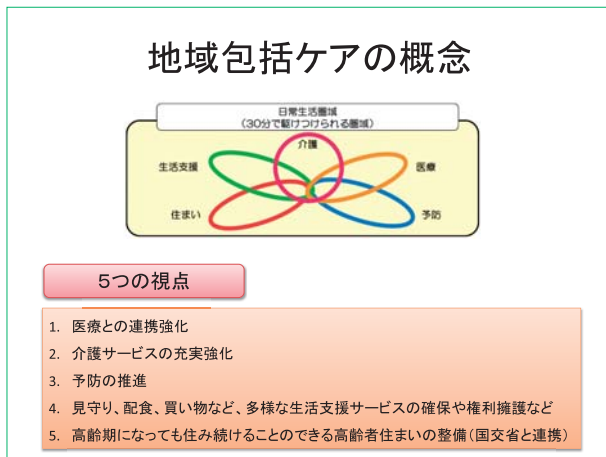 地域包括ケアの概念
日常生活圏域
(30分で駆けつけられる圏域)
介護
生活支援
医療
住まい
予防
5つの視点
1. 医療との連携強化
2. 介護サービスの充実強化
3. 予防の推進
4. 見守り、配食、買い物など、多様な生活支援サービスの確保や権利擁護など
5. 高齢期になっても住み続けることのできる高齢者住まいの整備(国交省と連携)